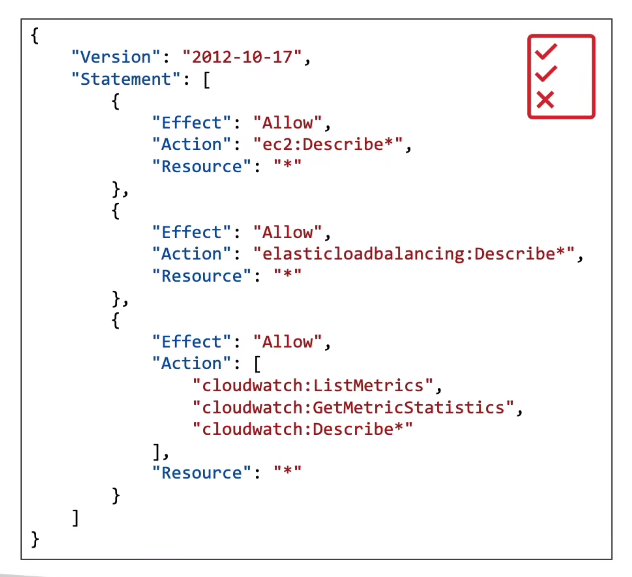 {
    "Version": "2012-10-17",
    "Statement": [
        {
            "Effect": "Allow",
            "Action": "ec2:Describe*",
            "Resource": "*"
        },
        {
            "Effect": "Allow",
            "Action": "elasticloadbalancing:Describe*",
            "Resource": "*"
        },
        {
            "Effect": "Allow",
            "Action": [
                "cloudwatch:ListMetrics",
                "cloudwatch:GetMetricStatistics",
                "cloudwatch:Describe*"
            ],
            "Resource": "*"
        }
    ]
}